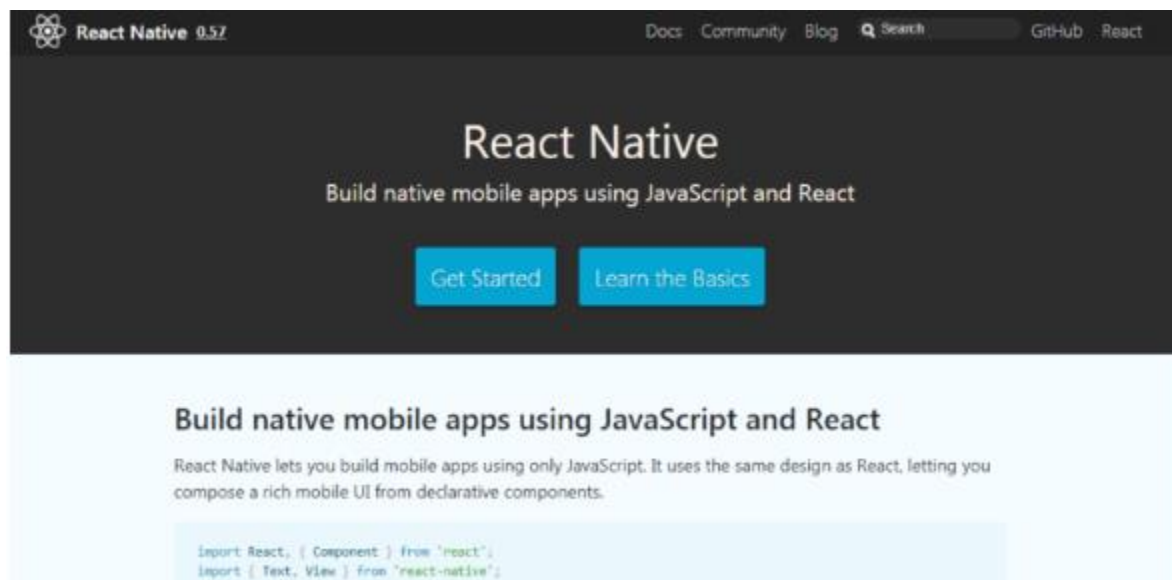 React Native 0.57 Docs Community Blog Search GitHub React
React Native
Build native mobile apps using JavaScript and React
Get Started Learn the Basics
Build native mobile apps using JavaScript and React
React Native lets you build mobile apps using only JavaScript. It uses the same design as React, letting you
compose a rich mobile UI from declarative components.
import React, { Component } from 'react';
import { Text, View } from 'react-native';